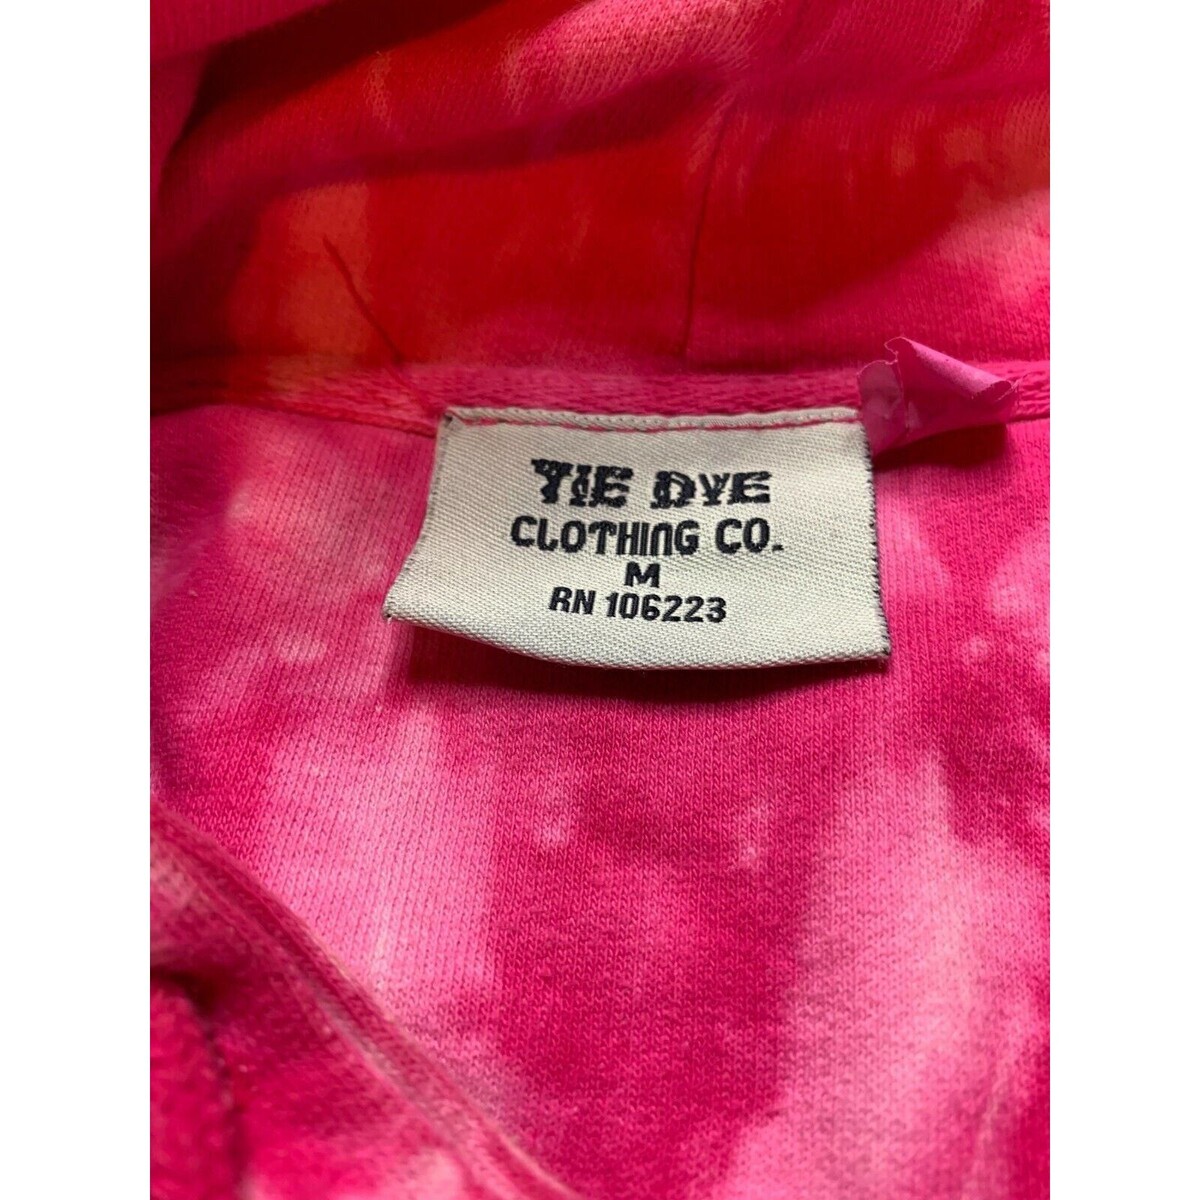 TIE DYE
CLOTHING CO.
M
RN 106223